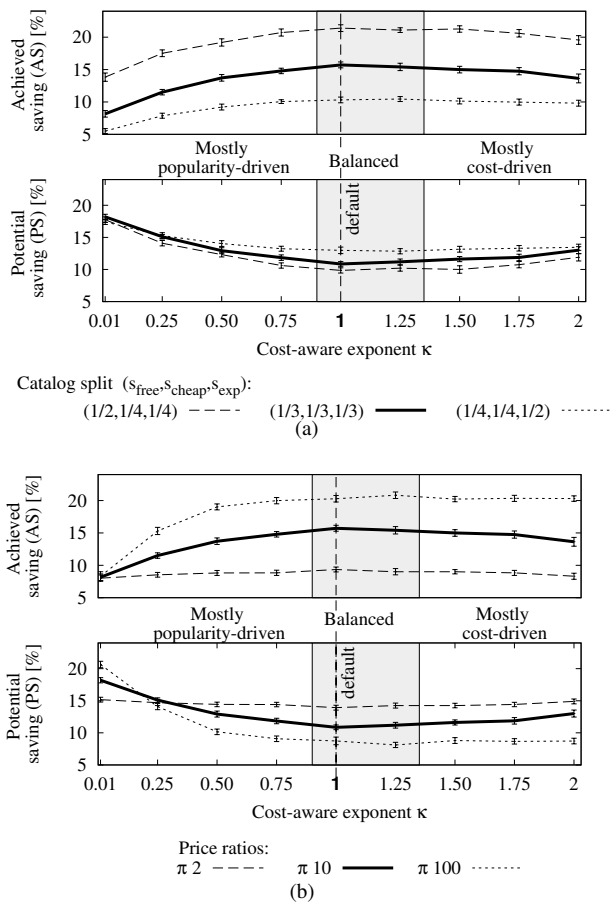 Achieved
saving (AS) [%]
20
15
10
5
Mostly
popularity-driven
Balanced
Mostly
cost-driven
Potential
saving (PS) [%]
20
15
10
5
default
0.01 0.25 0.50 0.75 1 1.25 1.50 1.75 2
Cost-aware exponent κ
Catalog split (s_free,s_cheap,s_exp):
(1/2,1/4,1/4) (1/3,1/3,1/3) (1/4,1/4,1/2)
(a)
Achieved
saving (AS) [%]
20
15
10
5
Mostly
popularity-driven
Balanced
Mostly
cost-driven
Potential
saving (PS) [%]
20
15
10
5
default
0.01 0.25 0.50 0.75 1 1.25 1.50 1.75 2
Cost-aware exponent κ
Price ratios:
π 2 π 10 π 100
(b)